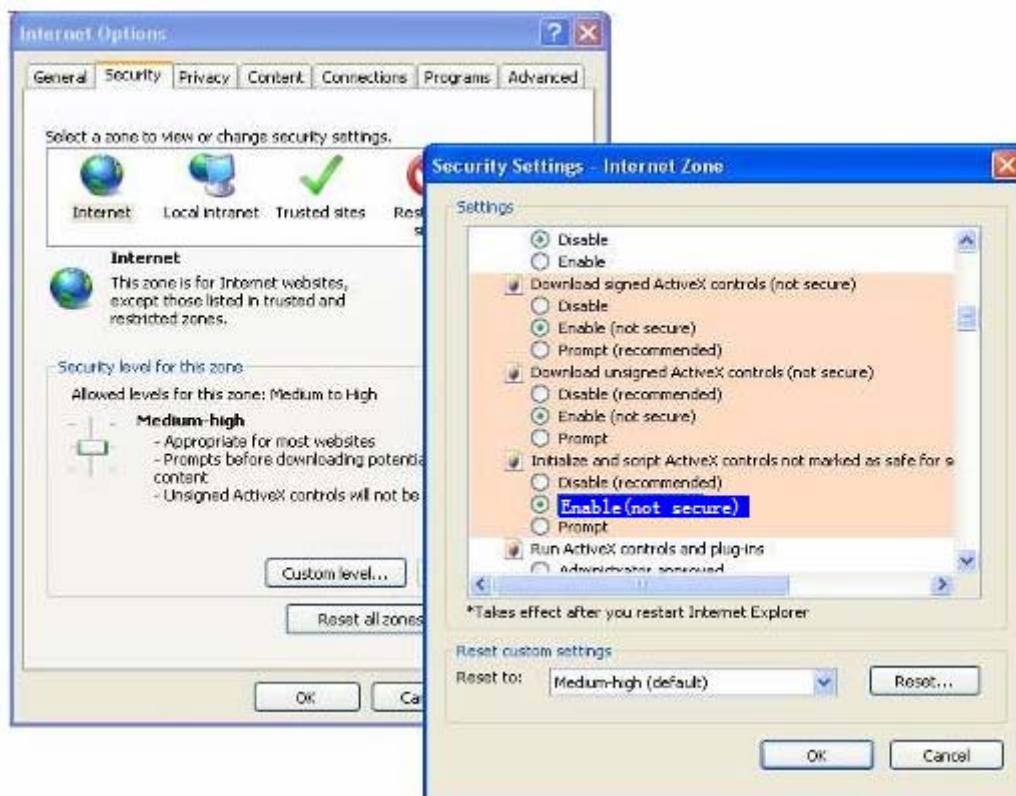 Internet Options
General Security Privacy Content Connections Programs Advanced
Select a zone to view or change security settings.
Internet Local intranet Trusted sites
Internet
This zone is for Internet websites,
except those listed in trusted and
restricted zones.
Security level for this zone
Allowed levels for this zone: Medium to High
Medium-high
- Appropriate for most websites
- Prompts before downloading potentia
content
- Unsigned ActiveX controls will not be
Custom level...
Reset all zones
OK
Security Settings - Internet Zone
Settings
Disable
Enable
Download signed ActiveX controls (not secure)
Disable
Enable (not secure)
Prompt (recommended)
Download unsigned ActiveX controls (not secure)
Disable (recommended)
Enable (not secure)
Prompt
Initialize and script ActiveX controls not marked as safe for s
Disable (recommended)
Enable(not secure)
Prompt
Run ActiveX controls and plug-ins
Administrator approved
*Takes effect after you restart Internet Explorer
Reset custom settings
Reset to: Medium-high (default) Reset...
OK Cancel